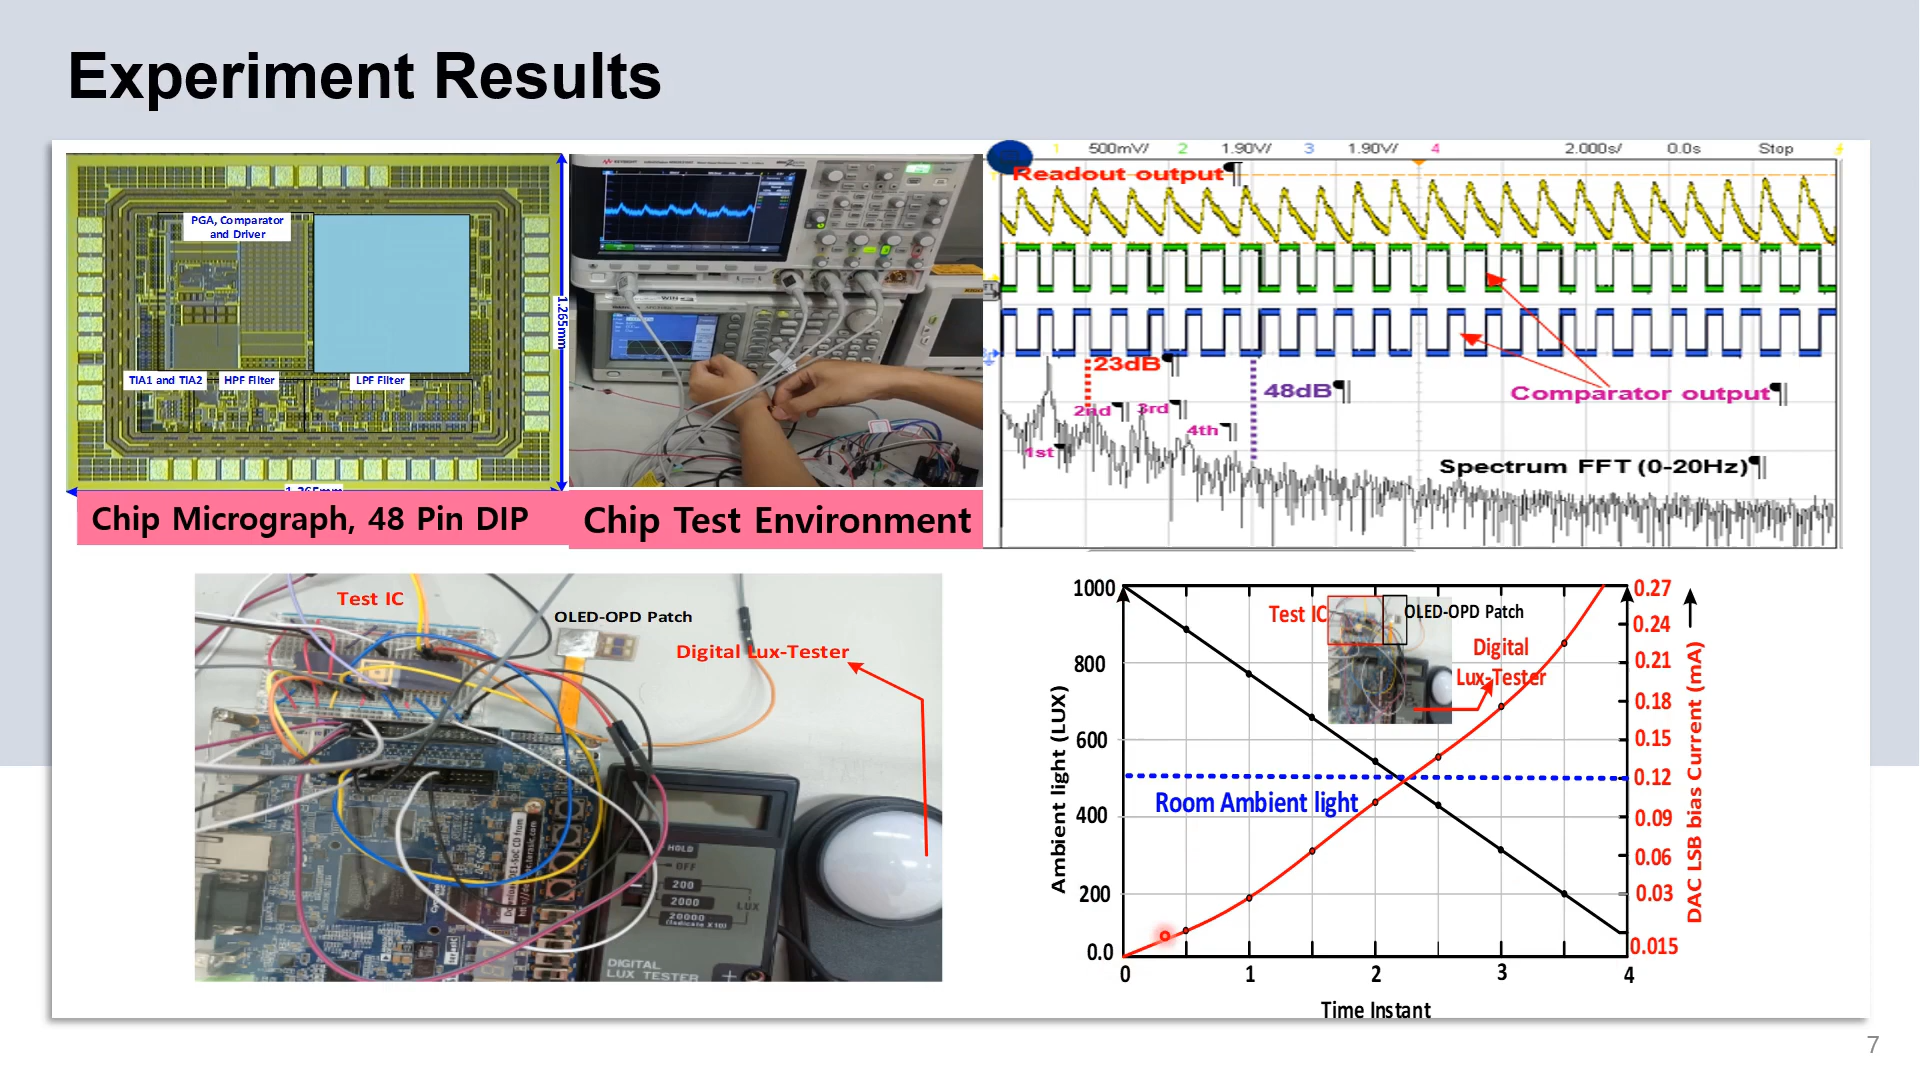 Experiment Results
PGA, Comparator
and Driver
TIA1 and TIA2
HPF Filter
LPF Filter
1.265mm
Chip Micrograph, 48 Pin DIP
Chip Test Environment
1 500mV/ 2 1.90V/ 3 1.90V/ 4 2.000s/ 0.0s Stop
Readout output
23dB
48dB
Comparator output
1st
2nd
3rd
4th
Spectrum FFT (0-20Hz)
Test IC
OLED-OPD Patch
Digital Lux-Tester
HOLD
OFF
200
2000
20000
LUX
DIGITAL
LUX TESTER
Ambient light (LUX)
1000
800
600
400
200
0.0
Test IC
OLED-OPD Patch
Digital
Lux-Tester
Room Ambient light
0.27
0.24
0.21
0.18
0.15
0.12
0.09
0.06
0.03
0.015
DAC LSB bias Current (mA)
0 1 2 3 4
Time Instant
7